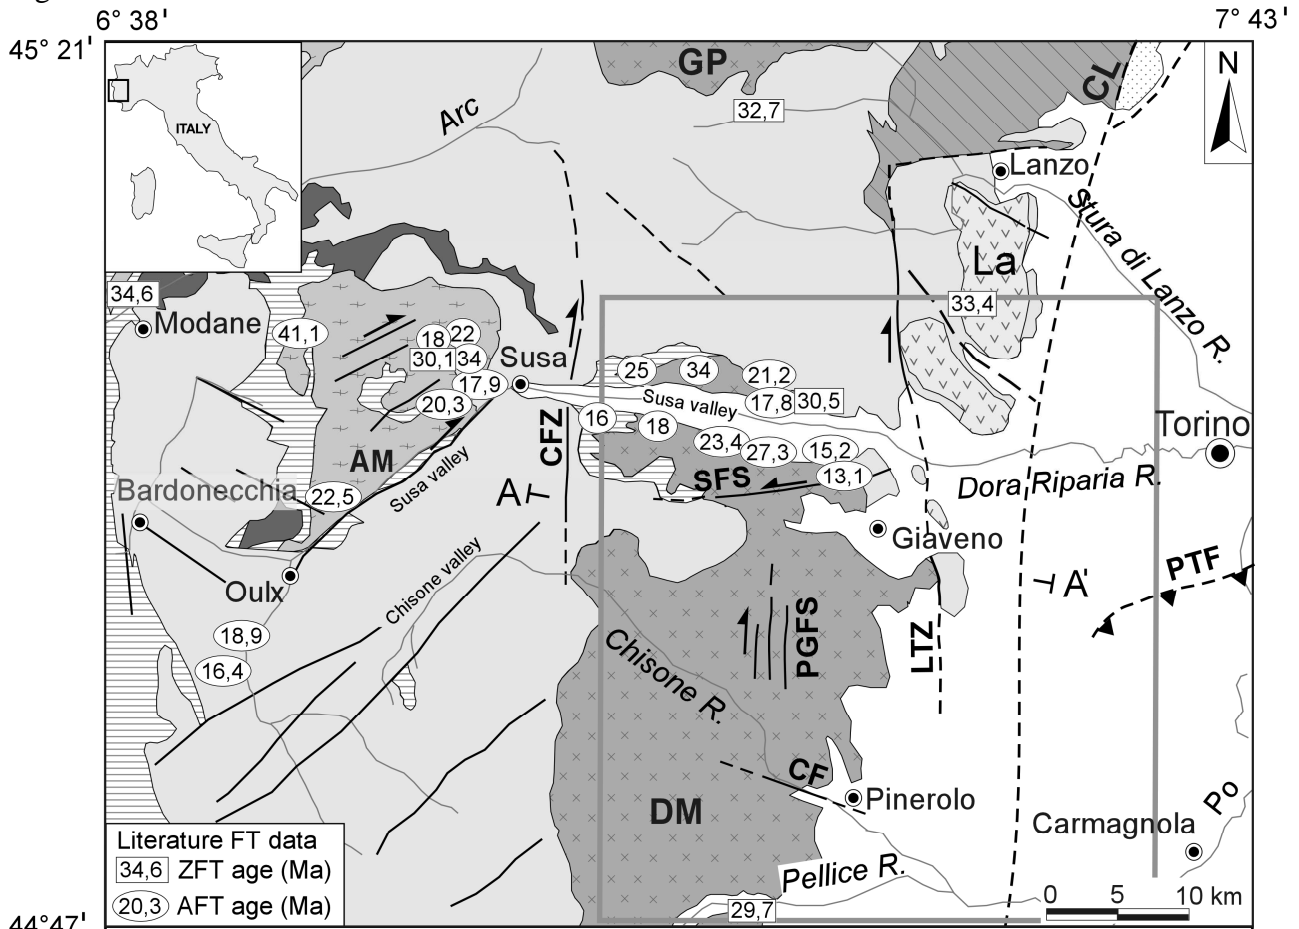 6° 38'
7° 43'
45° 21'
GP
CL
N
Arc
32,7
ITALY
Lanzo
Stura di Lanzo R.
La
34,6
33,4
Modane
41,1
18
22
30,1
34
Susa
17,9
20,3
25
34
21,2
Susa valley
17,8
30,5
16
18
23,4
27,3
15,2
13,1
Torino
CFZ
AM
Susa valley
SFS
Dora Riparia R.
A
Bardonecchia
22,5
Giaveno
PTF
A'
Chisone valley
Oulx
18,9
16,4
PGFS
LTZ
Chisone R.
CF
DM
Pinerolo
Po
Carmagnola
Pellice R.
29,7
Literature FT data
34,6 ZFT age (Ma)
20,3 AFT age (Ma)
0 5 10 km
44°47'